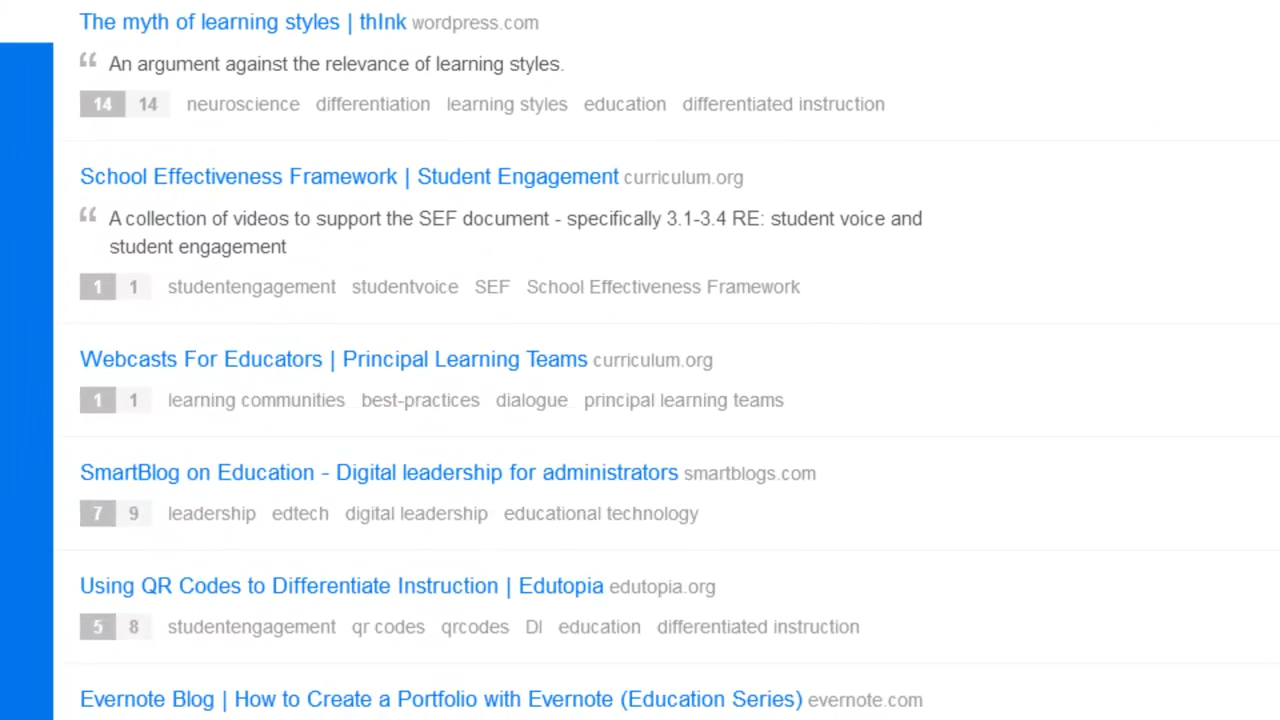 The myth of learning styles | thInk wordpress.com
“ An argument against the relevance of learning styles.
14 14 neuroscience differentiation learning styles education differentiated instruction
School Effectiveness Framework | Student Engagement curriculum.org
“ A collection of videos to support the SEF document - specifically 3.1-3.4 RE: student voice and
student engagement
1 1 studentengagement studentvoice SEF School Effectiveness Framework
Webcasts For Educators | Principal Learning Teams curriculum.org
1 1 learning communities best-practices dialogue principal learning teams
SmartBlog on Education - Digital leadership for administrators smartblogs.com
7 9 leadership edtech digital leadership educational technology
Using QR Codes to Differentiate Instruction | Edutopia edutopia.org
5 8 studentengagement qr codes qrcodes DI education differentiated instruction
Evernote Blog | How to Create a Portfolio with Evernote (Education Series) evernote.com